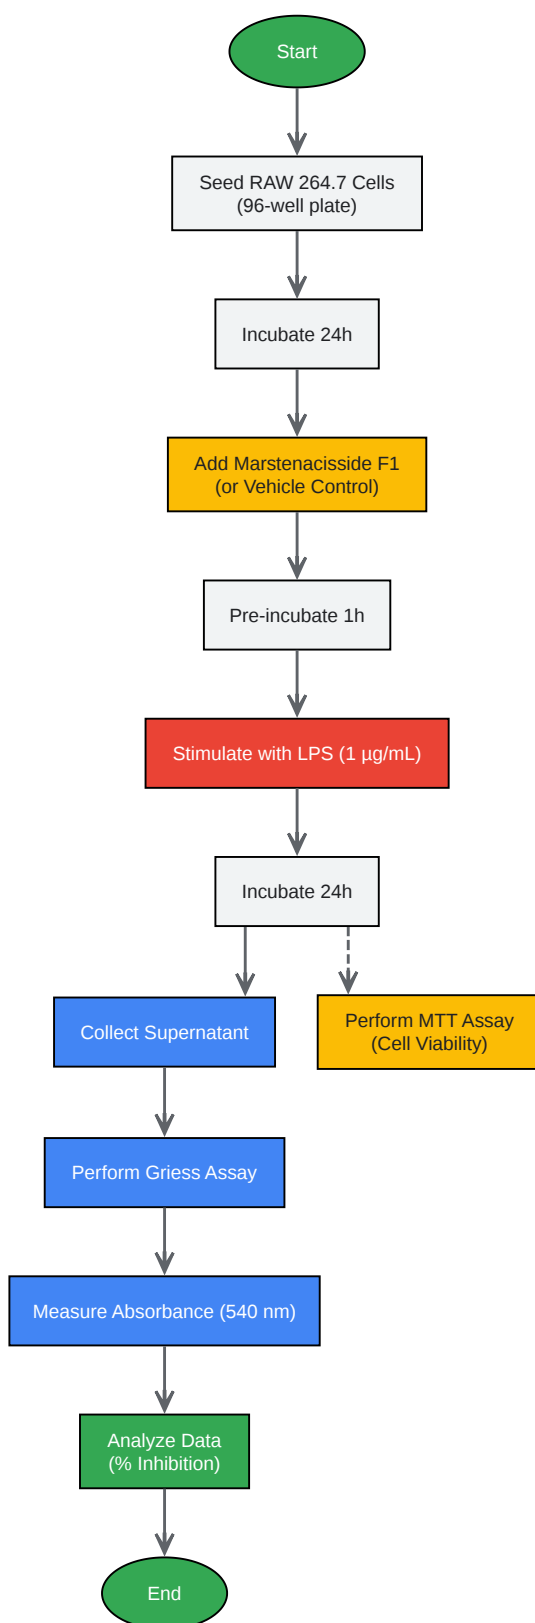 Start
Seed RAW 264.7 Cells
(96-well plate)
Incubate 24h
Add Marstenacisside F1
(or Vehicle Control)
Pre-incubate 1h
Stimulate with LPS (1 µg/mL)
Incubate 24h
Collect Supernatant
Perform MTT Assay
(Cell Viability)
Perform Griess Assay
Measure Absorbance (540 nm)
Analyze Data
(% Inhibition)
End